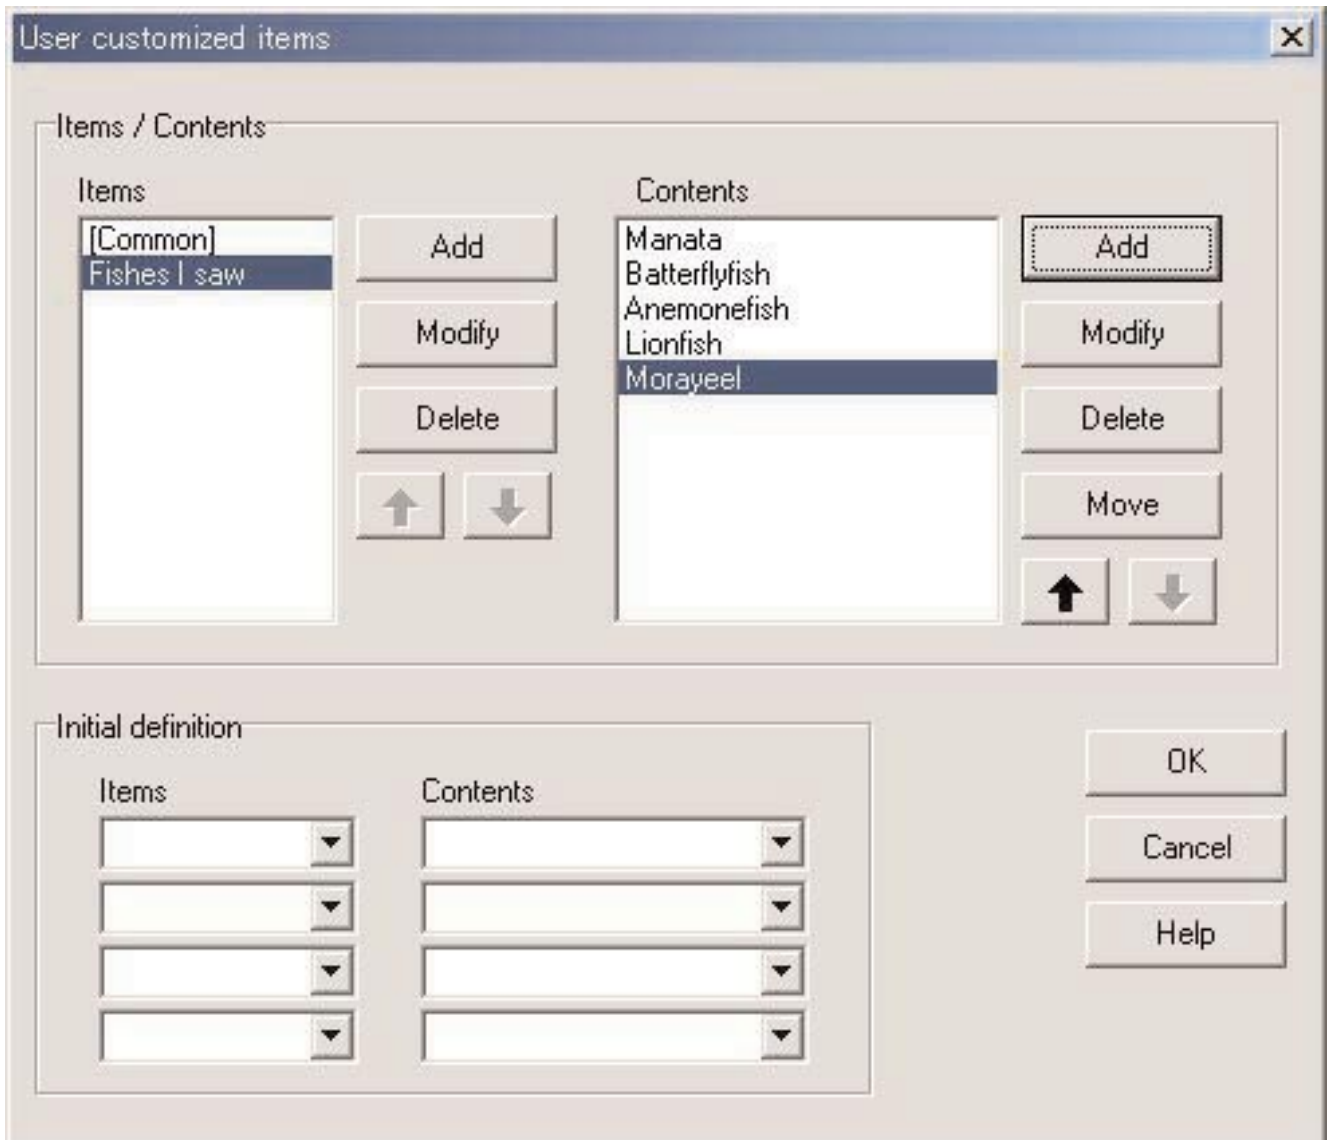 User customized items
Items / Contents
Items
[Common]
Fishes I saw
Add
Modify
Delete
Contents
Manata
Batterflyfish
Anemonefish
Lionfish
Morayeel
Add
Modify
Delete
Move
Initial definition
Items
Contents
OK
Cancel
Help